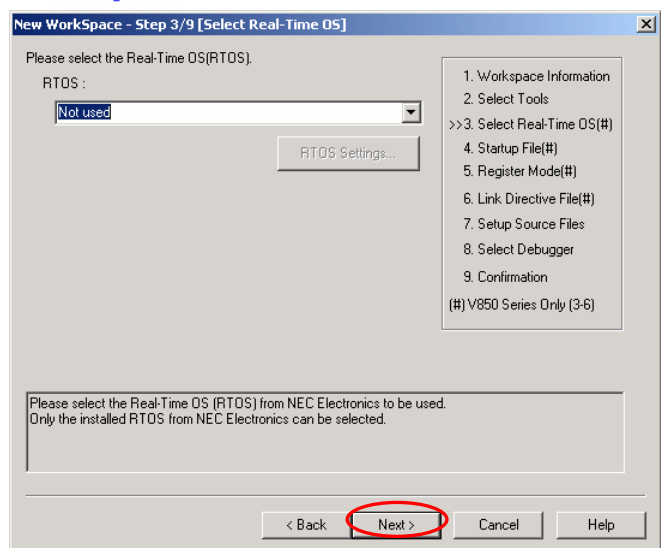 New WorkSpace - Step 3/9 [Select Real-Time OS]
Please select the Real-Time OS(RTOS).
RTOS :
Not used
RTOS Settings...
1. Workspace Information
2. Select Tools
>>3. Select Real-Time OS(#)
4. Startup File(#)
5. Register Mode(#)
6. Link Directive File(#)
7. Setup Source Files
8. Select Debugger
9. Confirmation
(#) V850 Series Only (3-6)
Please select the Real-Time OS (RTOS) from NEC Electronics to be used.
Only the installed RTOS from NEC Electronics can be selected.
< Back
Next >
Cancel
Help